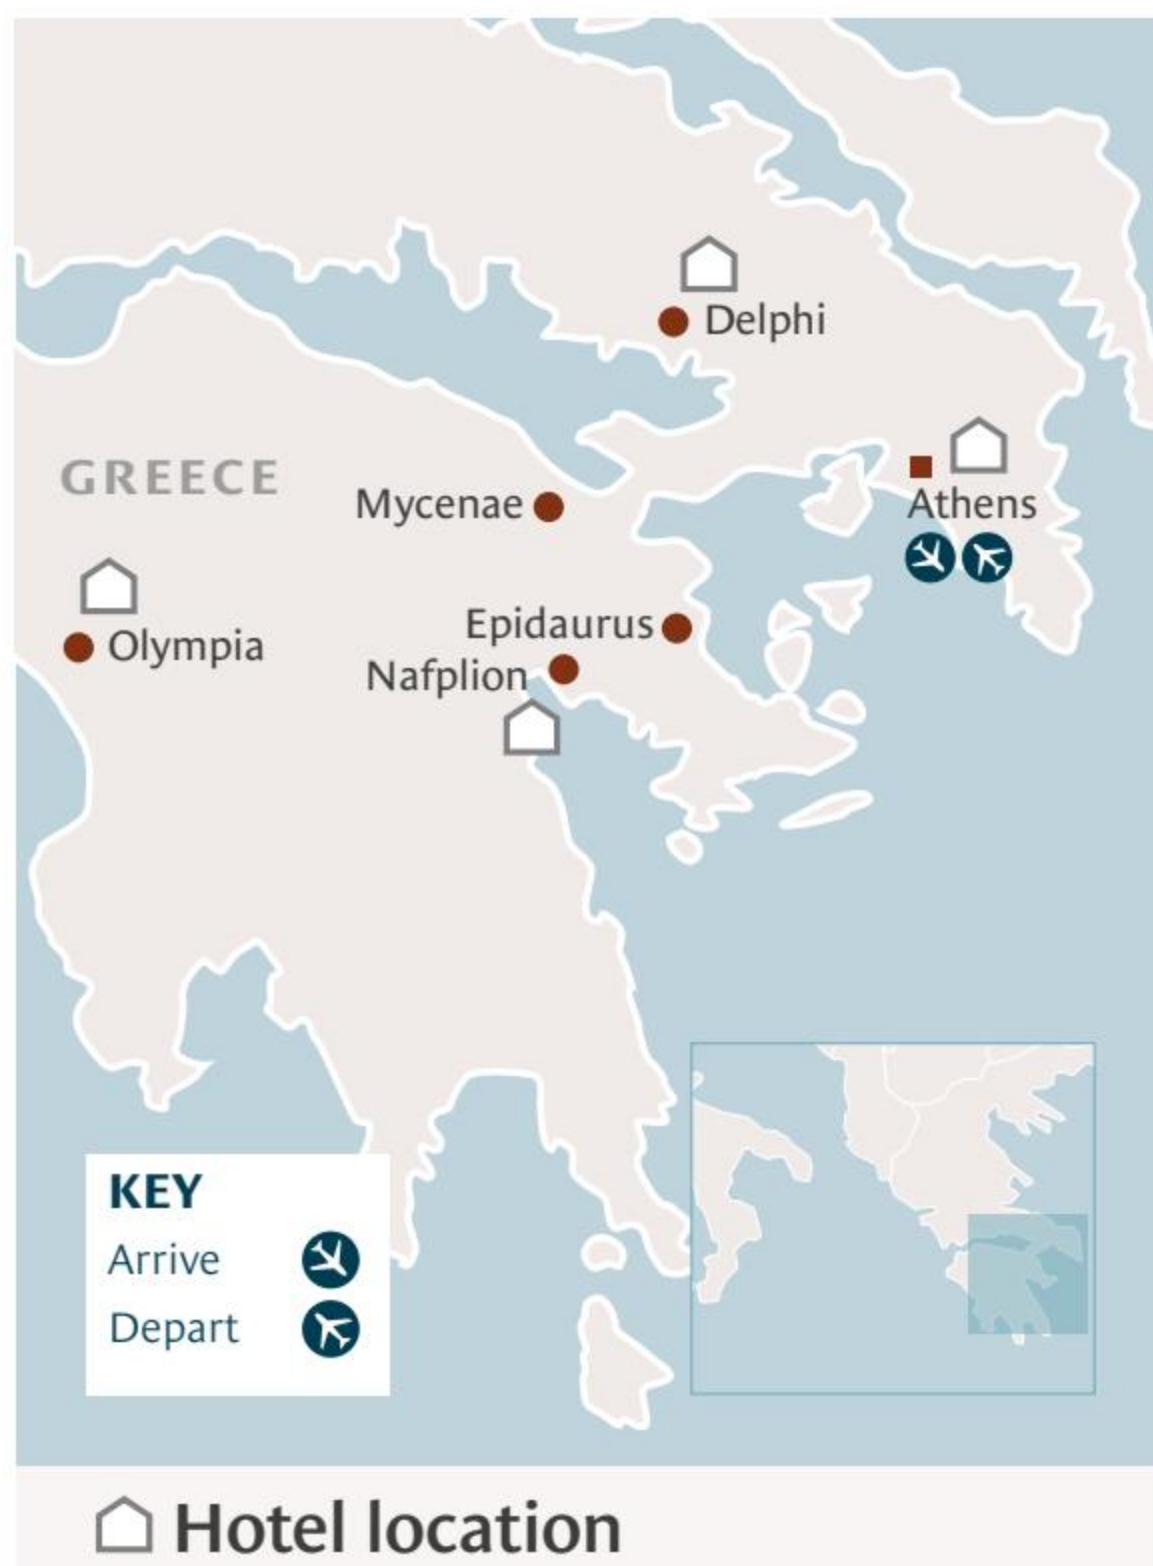 Delphi
GREECE
Mycenae
Athens
Epidaurus
Olympia
Nafplion
KEY
Arrive
Depart
Hotel location